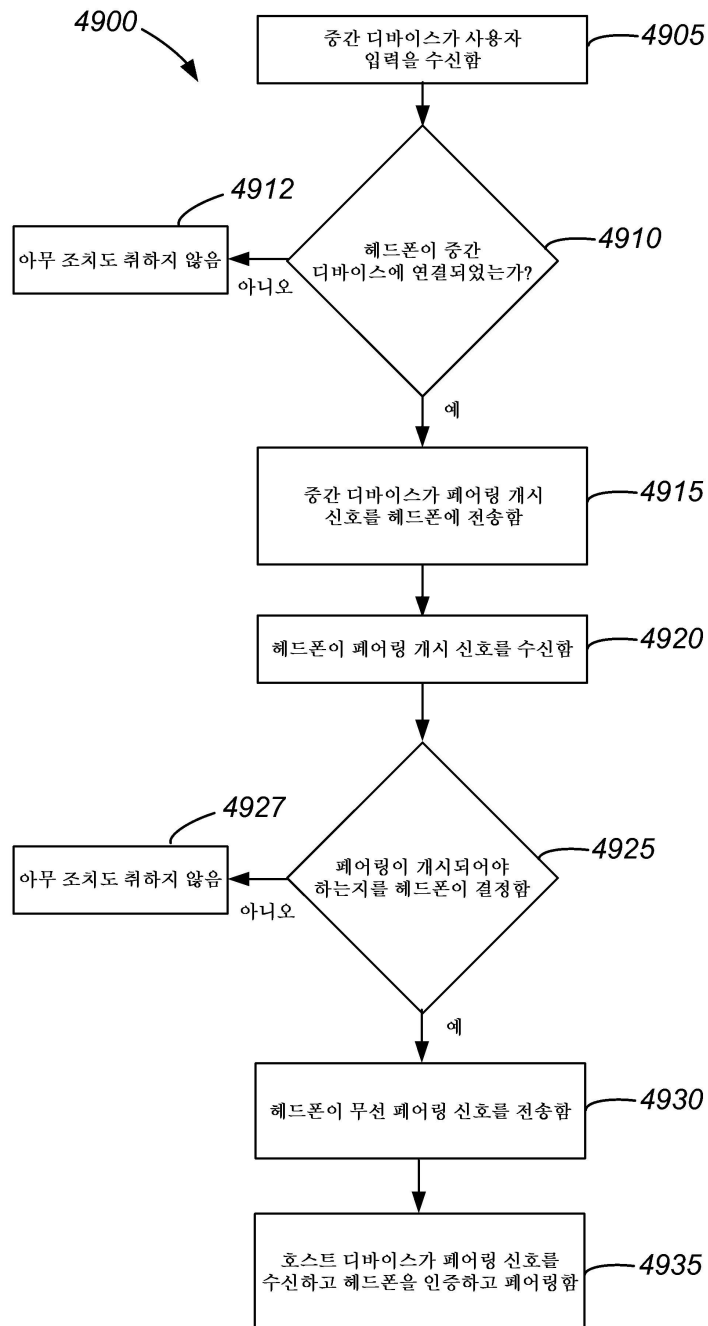 4900
중간 디바이스가 사용자
입력을 수신함
4905
4912
헤드폰이 중간
디바이스에 연결되었는가?
4910
아무 조치도 취하지 않음
아니오
예
중간 디바이스가 페어링 개시
신호를 헤드폰에 전송함
4915
헤드폰이 페어링 개시 신호를 수신함
4920
4927
페어링이 개시되어야
하는지를 헤드폰이 결정함
4925
아무 조치도 취하지 않음
아니오
예
헤드폰이 무선 페어링 신호를 전송함
4930
호스트 디바이스가 페어링 신호를
수신하고 헤드폰을 인증하고 페어링함
4935